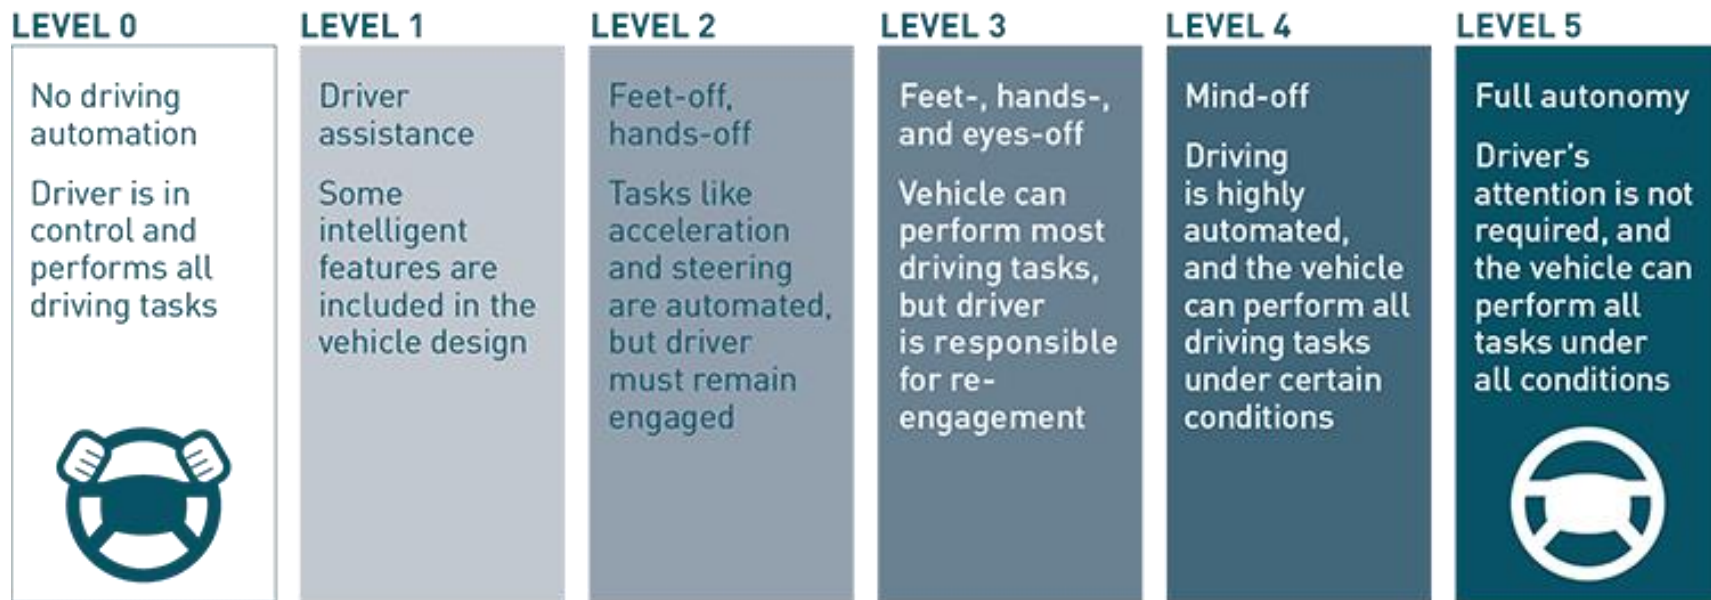 LEVEL 0
No driving
automation
Driver is in
control and
performs all
driving tasks
LEVEL 1
Driver
assistance
Some
intelligent
features are
included in the
vehicle design
LEVEL 2
Feet-off,
hands-off
Tasks like
acceleration
and steering
are automated,
but driver
must remain
engaged
LEVEL 3
Feet-, hands-,
and eyes-off
Vehicle can
perform most
driving tasks,
but driver
is responsible
for re-
engagement
LEVEL 4
Mind-off
Driving
is highly
automated,
and the vehicle
can perform all
driving tasks
under certain
conditions
LEVEL 5
Full autonomy
Driver's
attention is not
required, and
the vehicle can
perform all
tasks under
all conditions